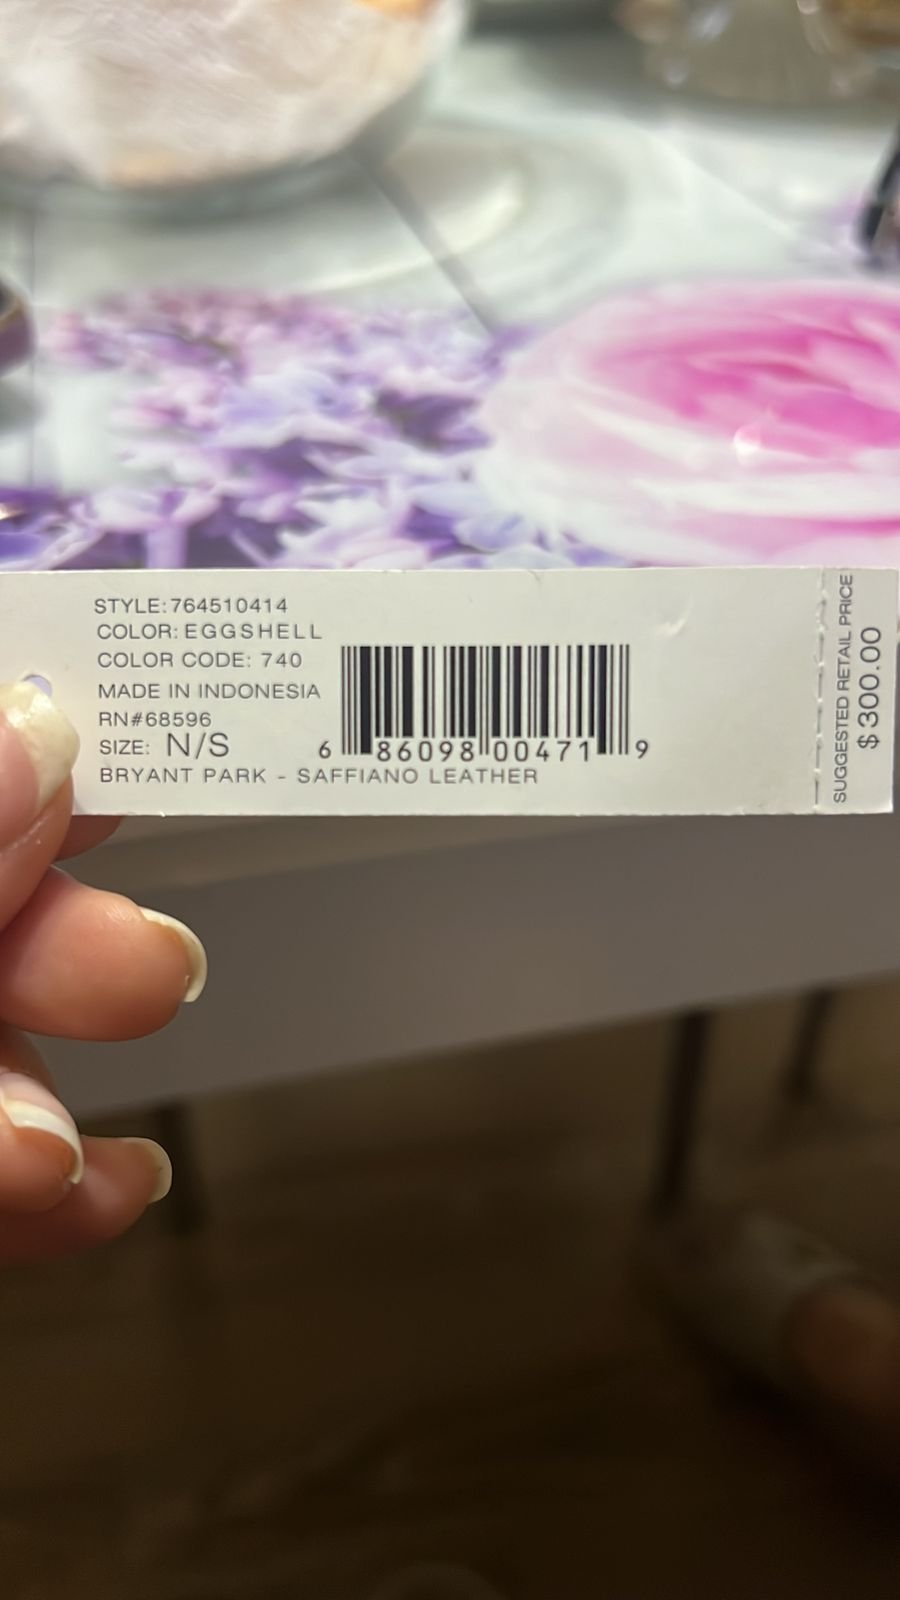 STYLE:764510414
COLOR: EGGSHELL
COLOR CODE: 740
MADE IN INDONESIA
RN#68596
SIZE: N/S
6 86098 00471 9
BRYANT PARK - SAFFIANO LEATHER
SUGGESTED RETAIL PRICE
$300.00